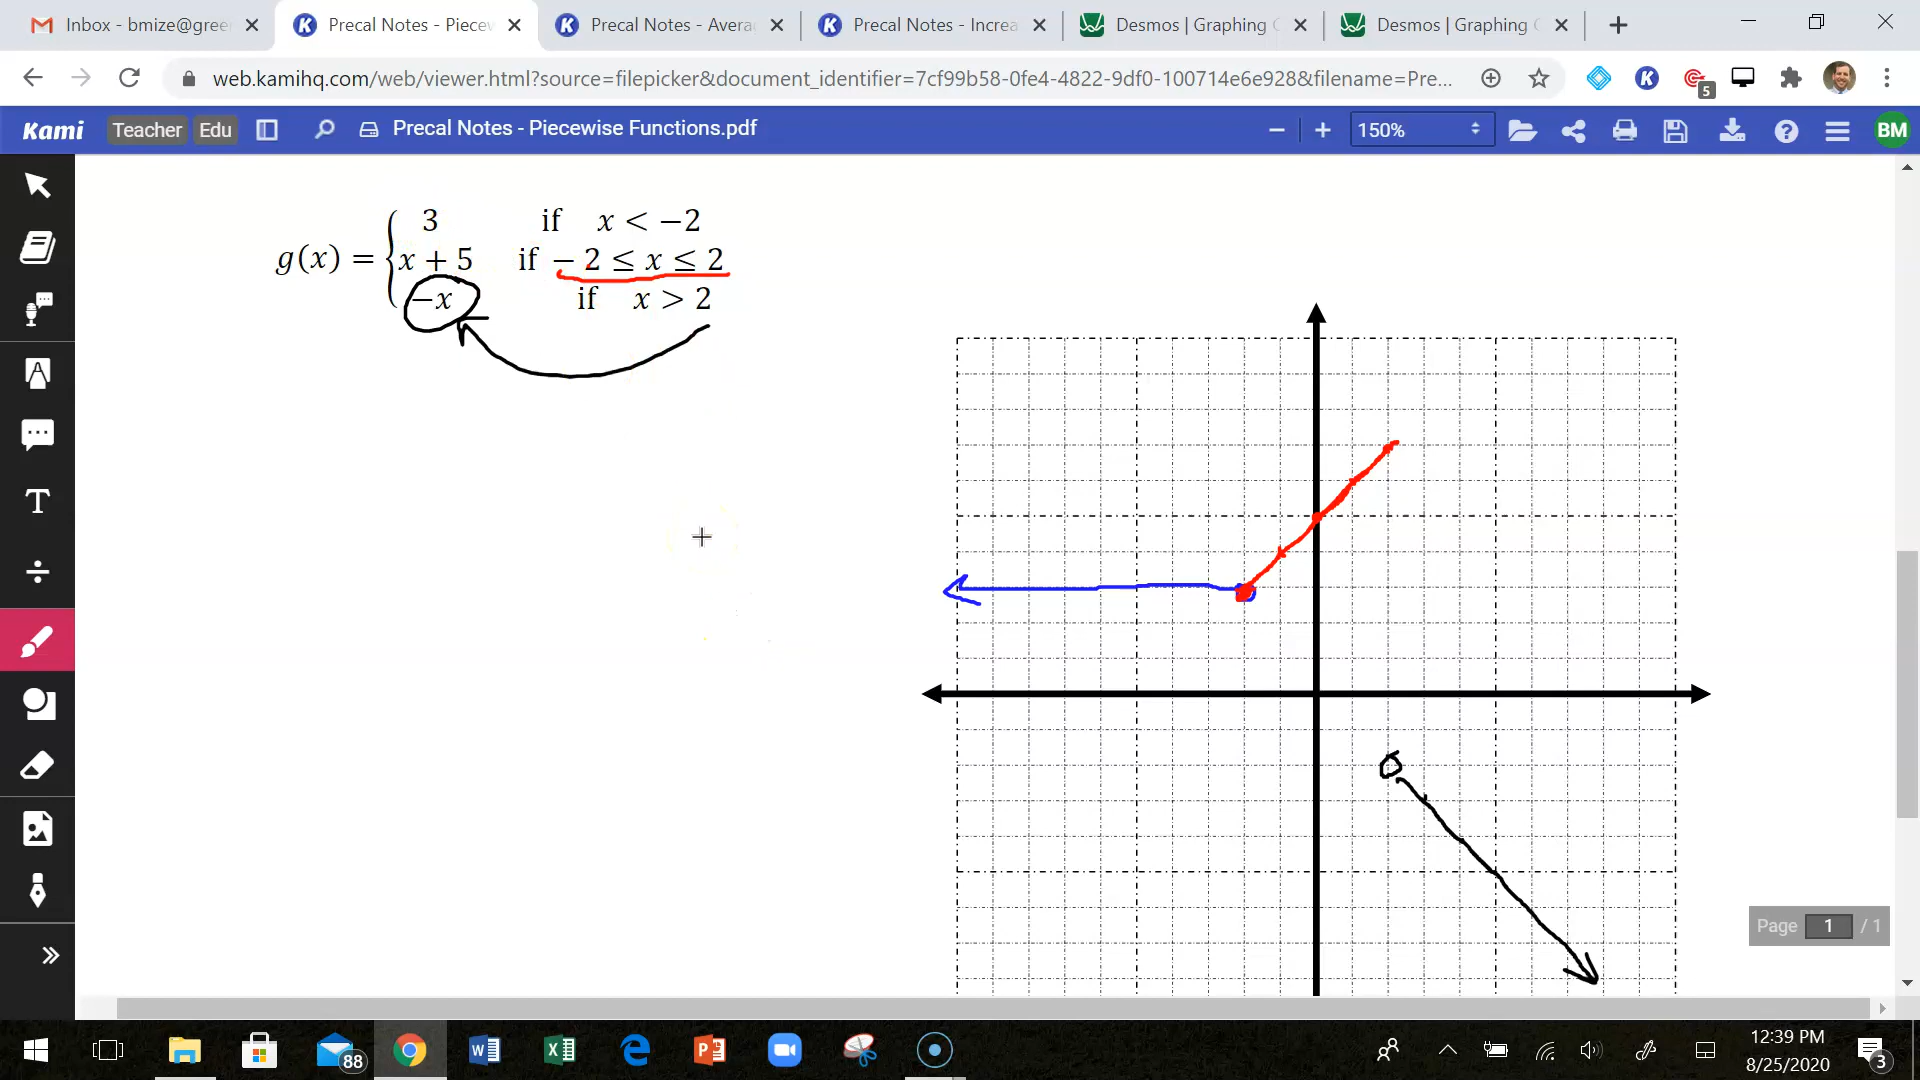 Inbox - bmize@gree
Precal Notes - Piecew
Precal Notes - Avera
Precal Notes - Increa
Desmos | Graphing C
Desmos | Graphing C
web.kamihq.com/web/viewer.html?source=filepicker&document_identifier=7cf99b58-0fe4-4822-9df0-100714e6e928&filename=Pre...
5
Kami Teacher Edu Precal Notes - Piecewise Functions.pdf 150% BM
3 if x < −2
g(x) = { x + 5 if − 2 ≤ x ≤ 2
−x if x > 2
Page 1 / 1
88
12:39 PM
8/25/2020
3